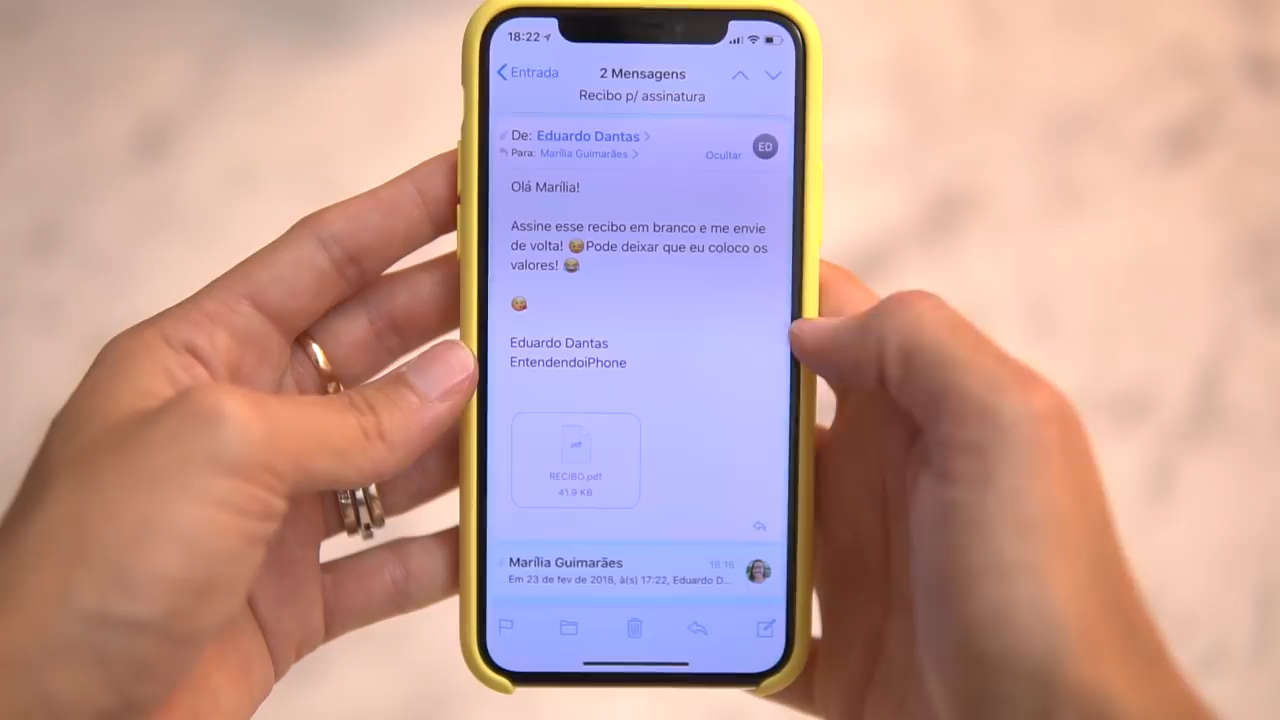 18:22
Entrada
2 Mensagens
Recibo p/ assinatura
De: Eduardo Dantas
Para: Marília Guimarães
Ocultar
ED
Olá Marília!
Assine esse recibo em branco e me envie
de volta! 😉Pode deixar que eu coloco os
valores! 😂
😘
Eduardo Dantas
EntendendoiPhone
RECIBO.pdf
41.9 KB
Marília Guimarães
18:16
Em 23 de fev de 2018, à(s) 17:22, Eduardo D...